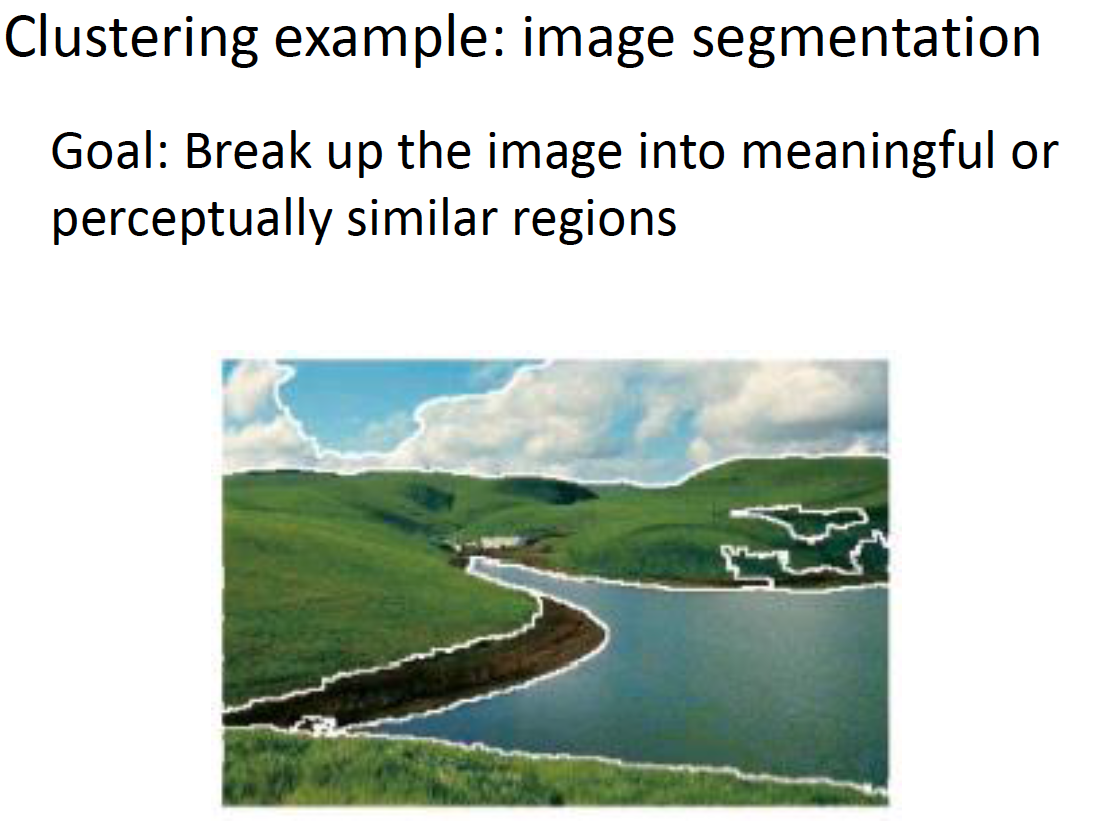 Clustering example: image segmentation
Goal: Break up the image into meaningful or
perceptually similar regions